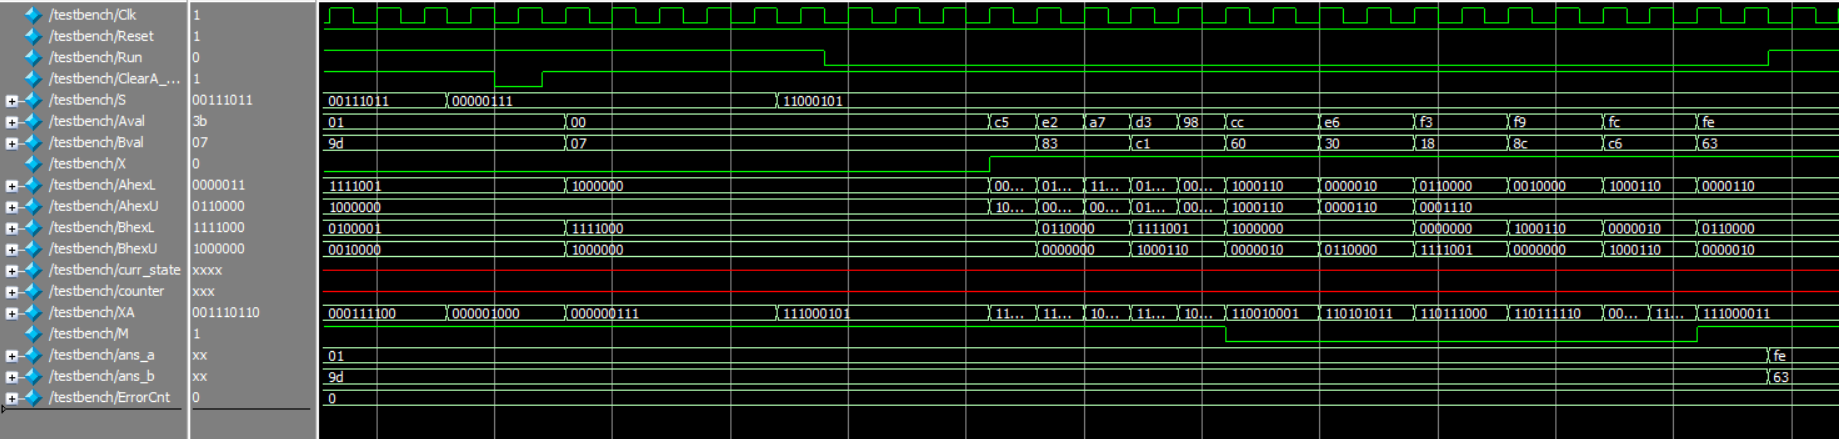 /testbench/Clk 1
/testbench/Reset 1
/testbench/Run 0
/testbench/ClearA_... 1
/testbench/S 00111011 00111011 00000111 11000101
/testbench/Aval 3b 01 00 c5 e2 a7 d3 98 cc e6 f3 f9 fc fe
/testbench/Bval 07 9d 07 83 c1 60 30 18 8c c6 63
/testbench/X 0
/testbench/AhexL 0000011 1111001 1000000 00... 01... 11... 01... 00... 1000110 0000010 0110000 0010000 1000110 0000110
/testbench/AhexU 0110000 1000000 10... 00... 00... 01... 00... 1000110 0000110 0001110
/testbench/BhexL 1111000 0100001 1111000 0110000 1111001 1000000 0000000 1000110 0000010 0110000
/testbench/BhexU 1000000 0010000 1000000 0000000 1000110 0000010 0110000 1111001 0000000 1000110 0000010
/testbench/curr_state xxxx
/testbench/counter xxx
/testbench/XA 001110110 000111100 000001000 000000111 111000101 11... 11... 10... 11... 10... 110010001 110101011 110111000 110111110 00... 11... 111000011
/testbench/M 1
/testbench/ans_a xx 01 fe
/testbench/ans_b xx 9d 63
/testbench/ErrorCnt 0 0